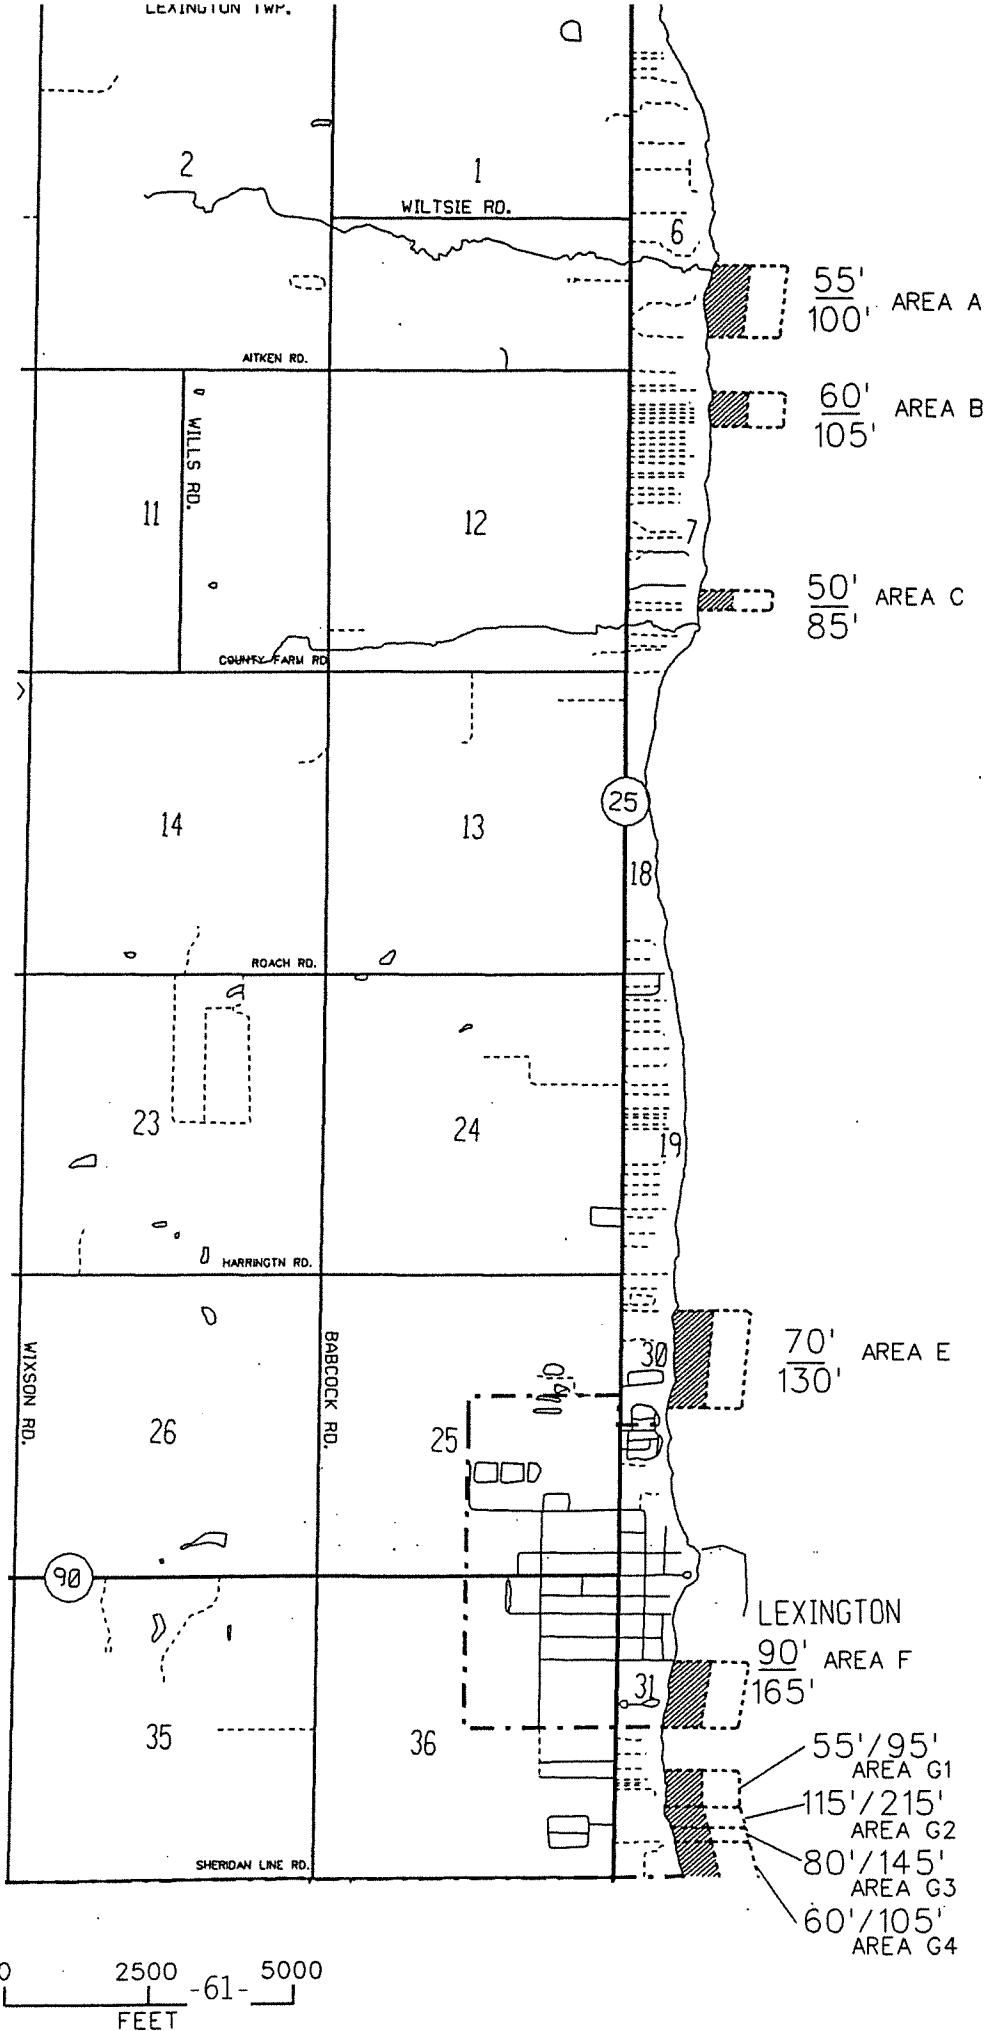 LEXINGTON TWP.
2
1
WILTSIE RD.
6
55'
100'
AREA A
AITKEN RD.
60'
105'
AREA B
WILLS RD.
11
12
7
50'
85'
AREA C
COUNTY FARM RD
25
14
13
18
ROACH RD.
23
24
19
HARRINGTN RD.
WIXSON RD.
BABCOCK RD.
30
70'
130'
AREA E
26
25
90
LEXINGTON
90'
165'
AREA F
31
35
36
55'/95'
AREA G1
115'/215'
AREA G2
80'/145'
AREA G3
SHERIDAN LINE RD.
60'/105'
AREA G4
0 2500 5000
-61-
FEET